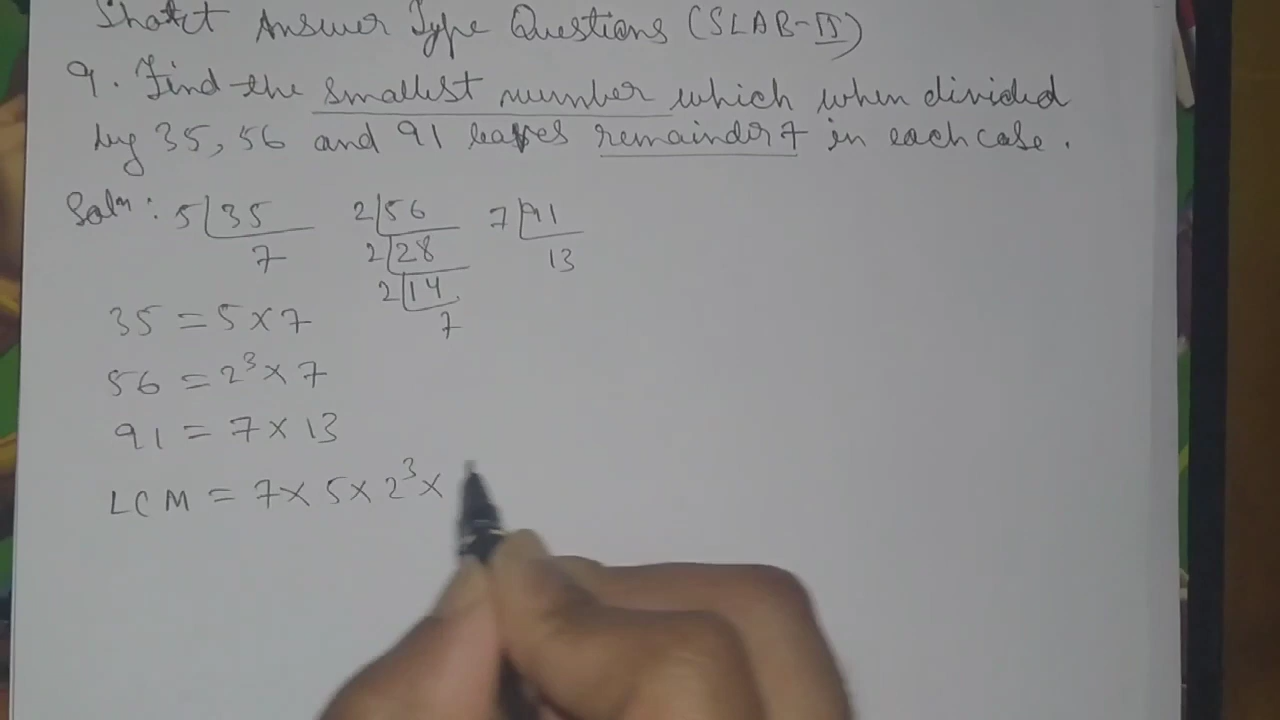 Short Answer Type Questions (SLAB-II)
9. Find the smallest number which when divided
by 35, 56 and 91 leaves remainder 7 in each case.
Solⁿ: 5|35 2|56 7|91
7 2|28 13
2|14
7
35 = 5 × 7
56 = 2³ × 7
91 = 7 × 13
LCM = 7 × 5 × 2³ ×